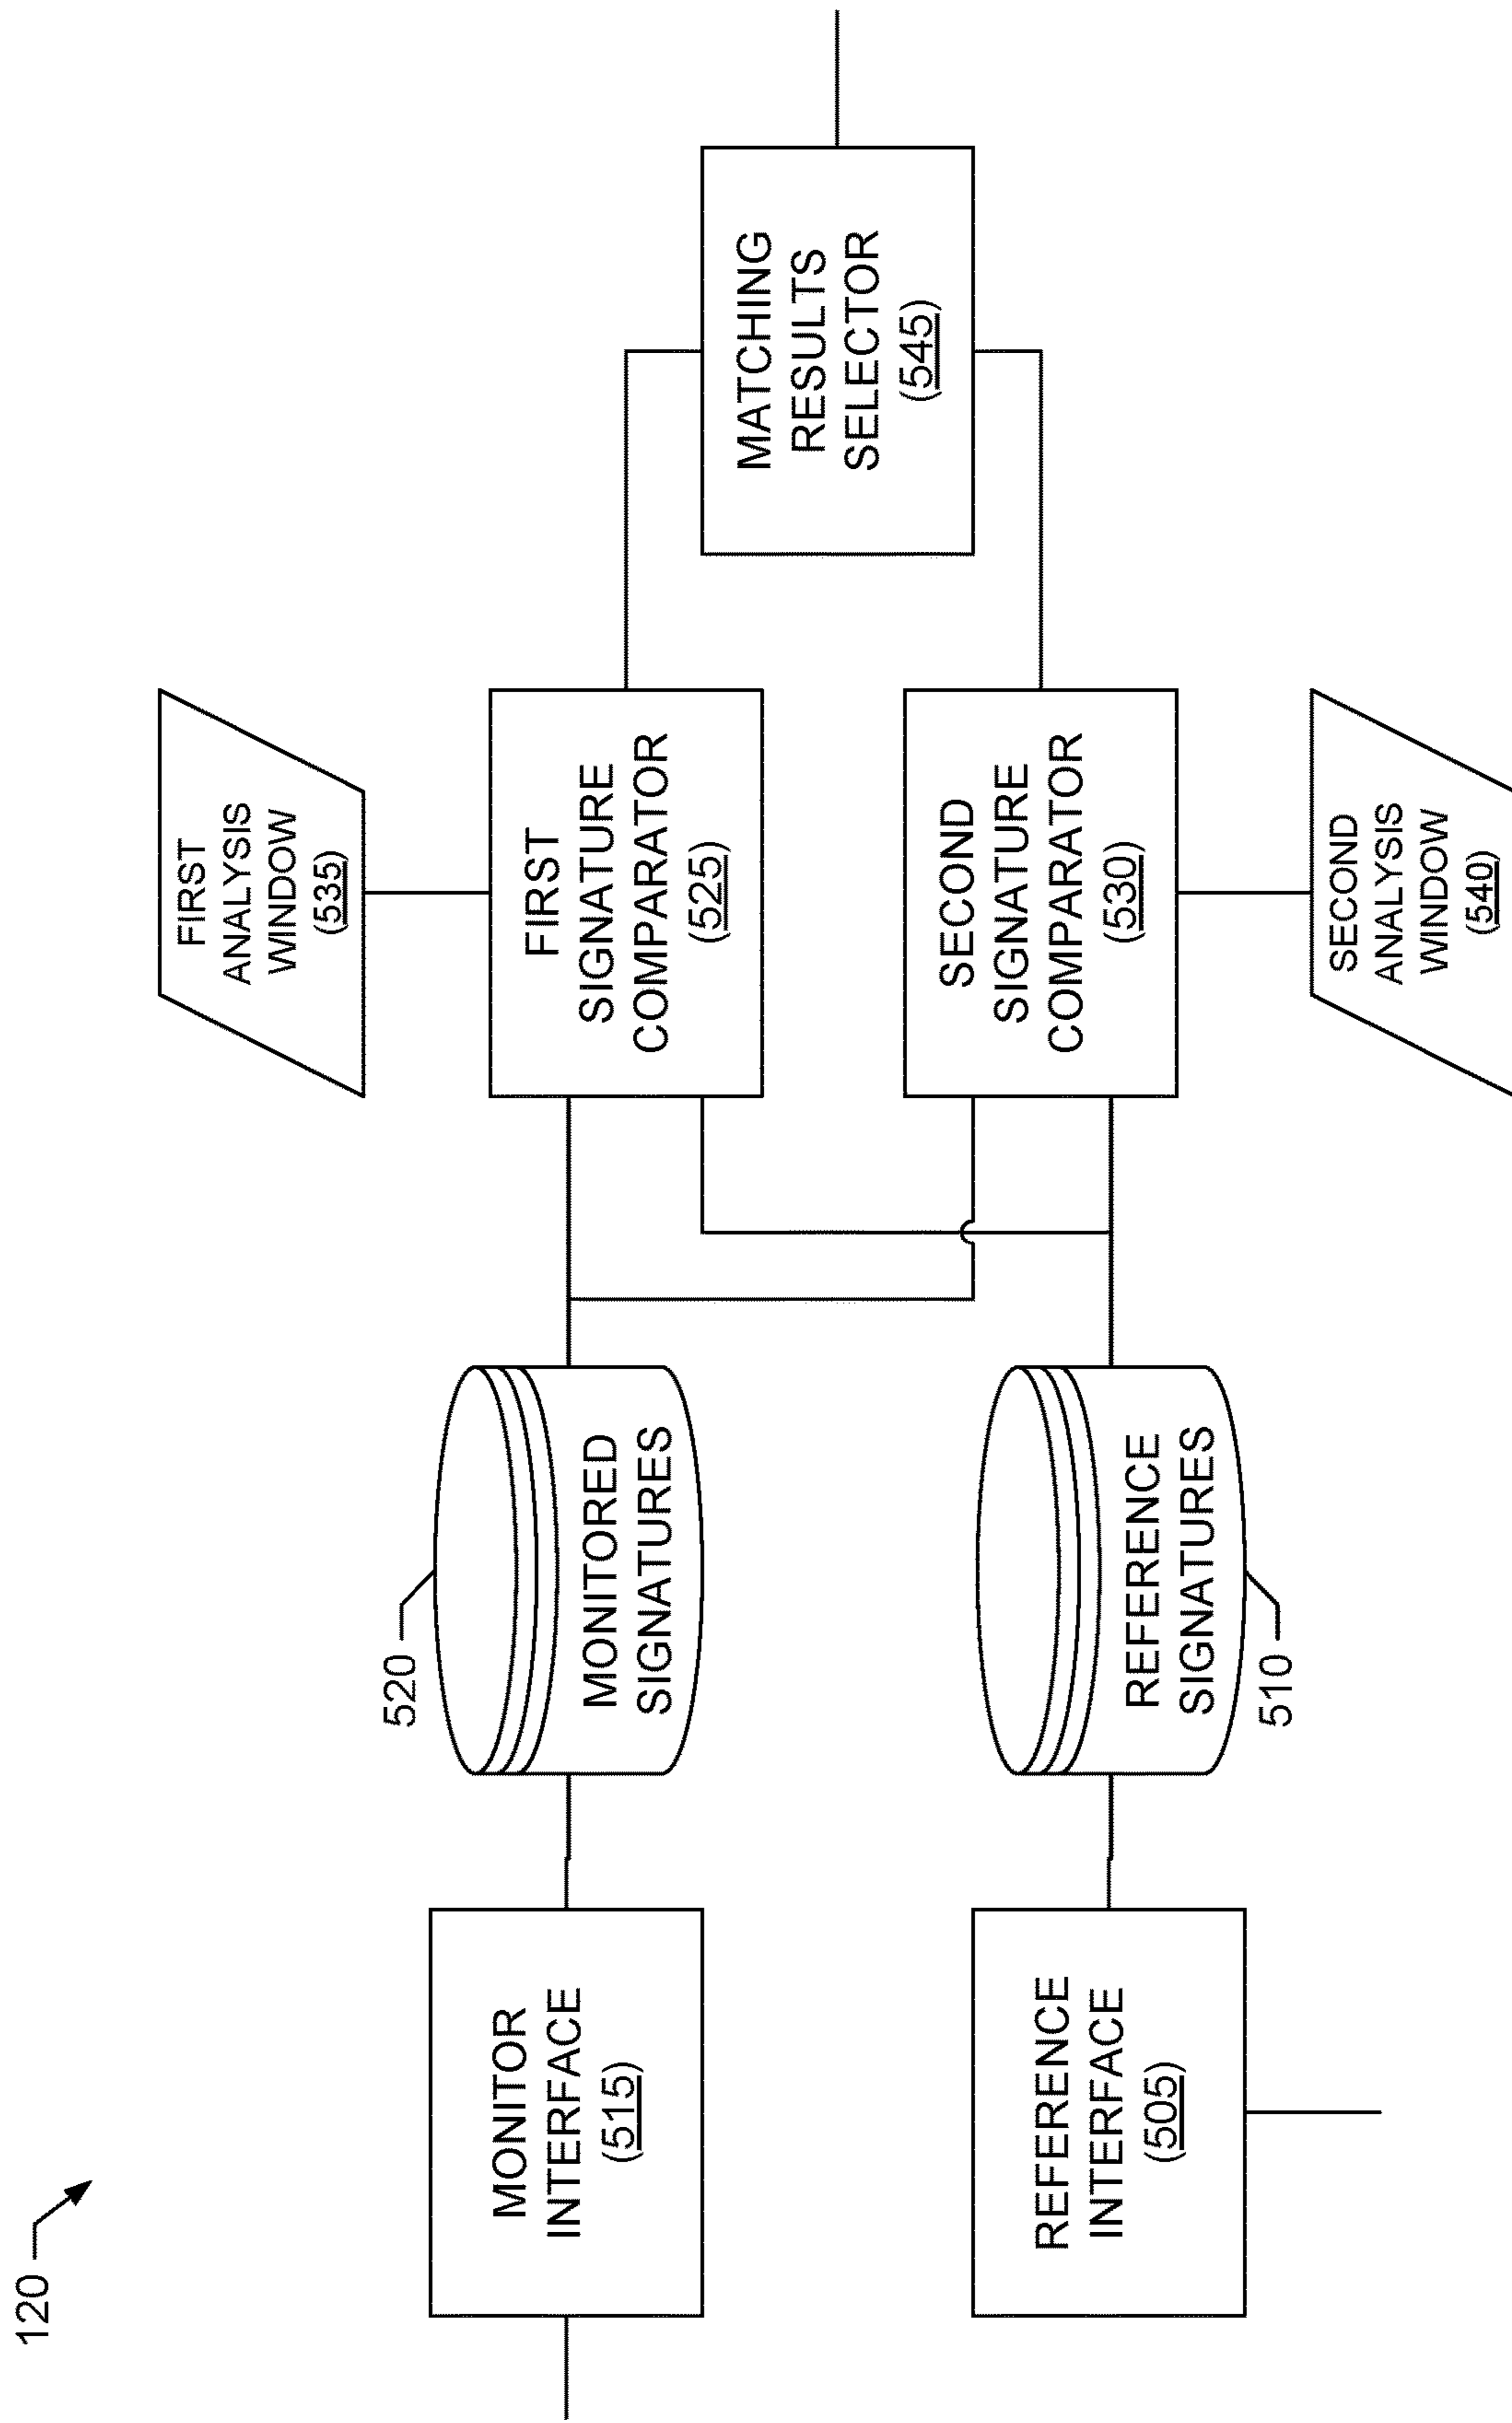 120
MONITOR
INTERFACE
(515)
520
MONITORED
SIGNATURES
FIRST
ANALYSIS
WINDOW
(535)
FIRST
SIGNATURE
COMPARATOR
(525)
MATCHING
RESULTS
SELECTOR
(545)
REFERENCE
INTERFACE
(505)
REFERENCE
SIGNATURES
510
SECOND
SIGNATURE
COMPARATOR
(530)
SECOND
ANALYSIS
WINDOW
(540)